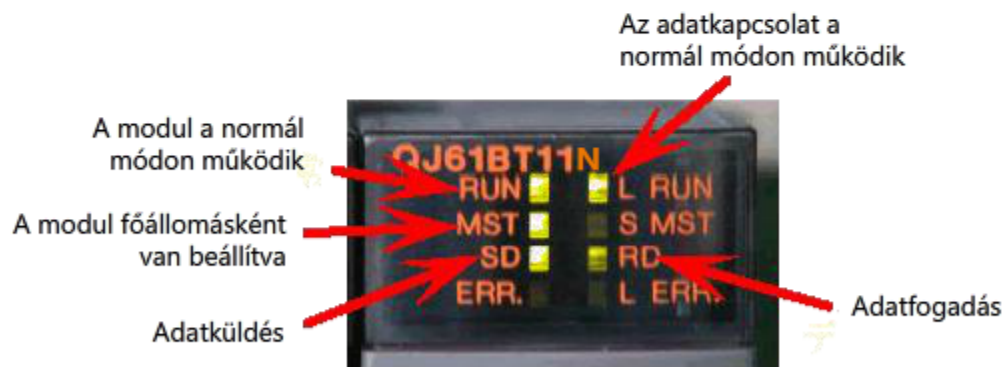 Az adatkapcsolat a
normál módon működik
A modul a normál
módon működik
QJ61BT11N
RUN
L RUN
A modul főállomásként
van beállítva
MST
S MST
SD
RD
ERR.
L ERR.
Adatküldés
Adatfogadás